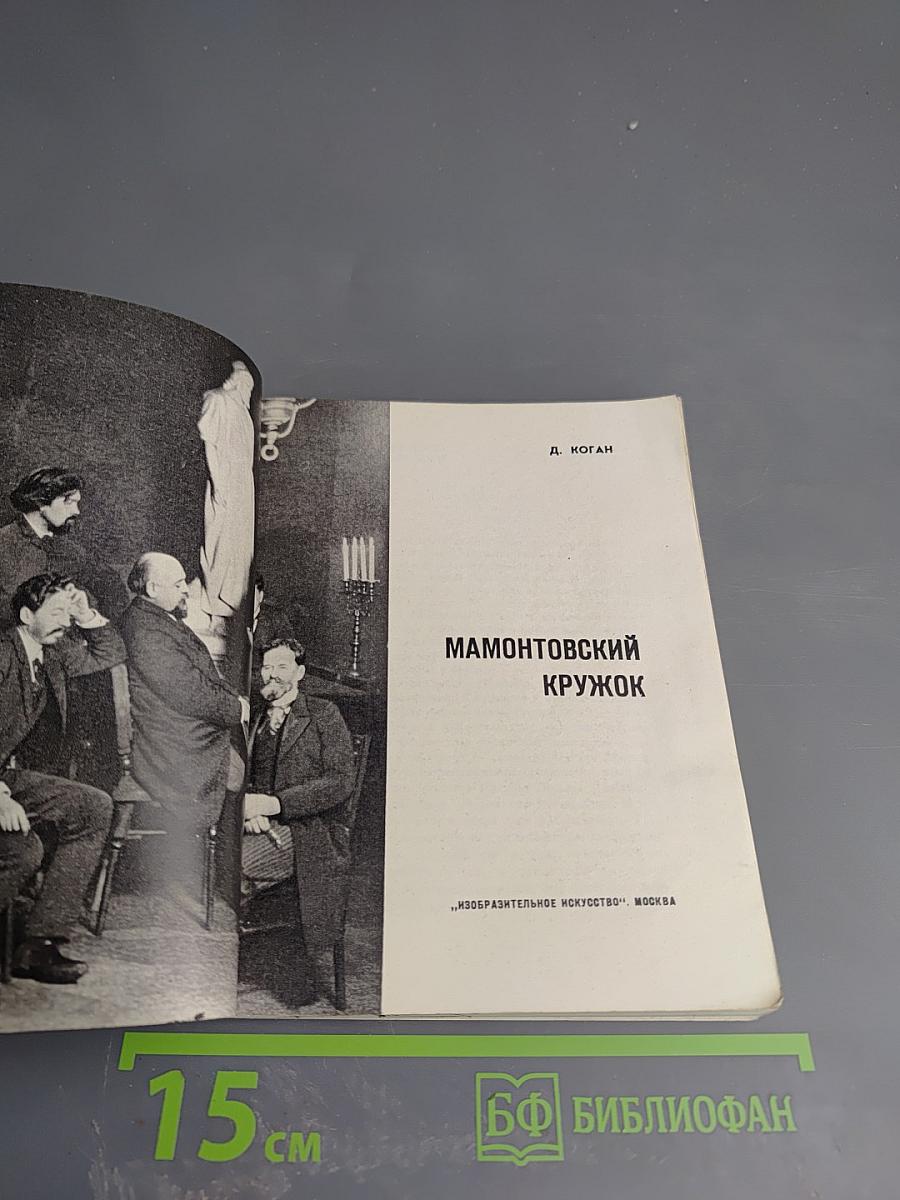 Д. КОГАН
МАМОНТОВСКИЙ
КРУЖОК
„ИЗОБРАЗИТЕЛЬНОЕ ИСКУССТВО“. МОСКВА
15 см
БФ БИБЛИОФАН